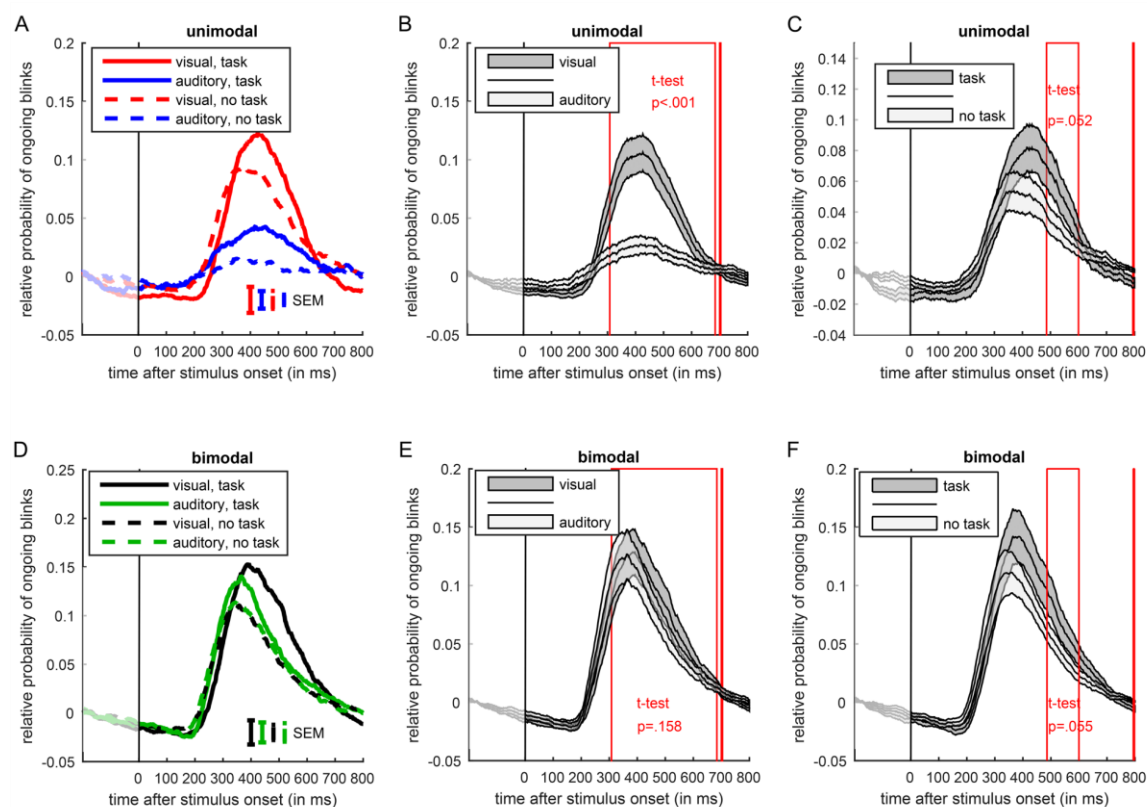 A
unimodal
relative probability of ongoing blinks
0.2
0.15
0.1
0.05
0
-0.05
visual, task
auditory, task
visual, no task
auditory, no task
SEM
0 100 200 300 400 500 600 700 800
time after stimulus onset (in ms)
B
unimodal
relative probability of ongoing blinks
0.2
0.15
0.1
0.05
0
-0.05
visual
auditory
t-test
p<.001
0 100 200 300 400 500 600 700 800
time after stimulus onset (in ms)
C
unimodal
relative probability of ongoing blinks
0.14
0.12
0.1
0.08
0.06
0.04
0.02
0
-0.02
-0.04
task
no task
t-test
p=.052
0 100 200 300 400 500 600 700 800
time after stimulus onset (in ms)
D
bimodal
relative probability of ongoing blinks
0.25
0.2
0.15
0.1
0.05
0
-0.05
visual, task
auditory, task
visual, no task
auditory, no task
SEM
0 100 200 300 400 500 600 700 800
time after stimulus onset (in ms)
E
bimodal
relative probability of ongoing blinks
0.2
0.15
0.1
0.05
0
-0.05
visual
auditory
t-test
p=.158
0 100 200 300 400 500 600 700 800
time after stimulus onset (in ms)
F
bimodal
relative probability of ongoing blinks
0.2
0.15
0.1
0.05
0
-0.05
task
no task
t-test
p=.055
0 100 200 300 400 500 600 700 800
time after stimulus onset (in ms)